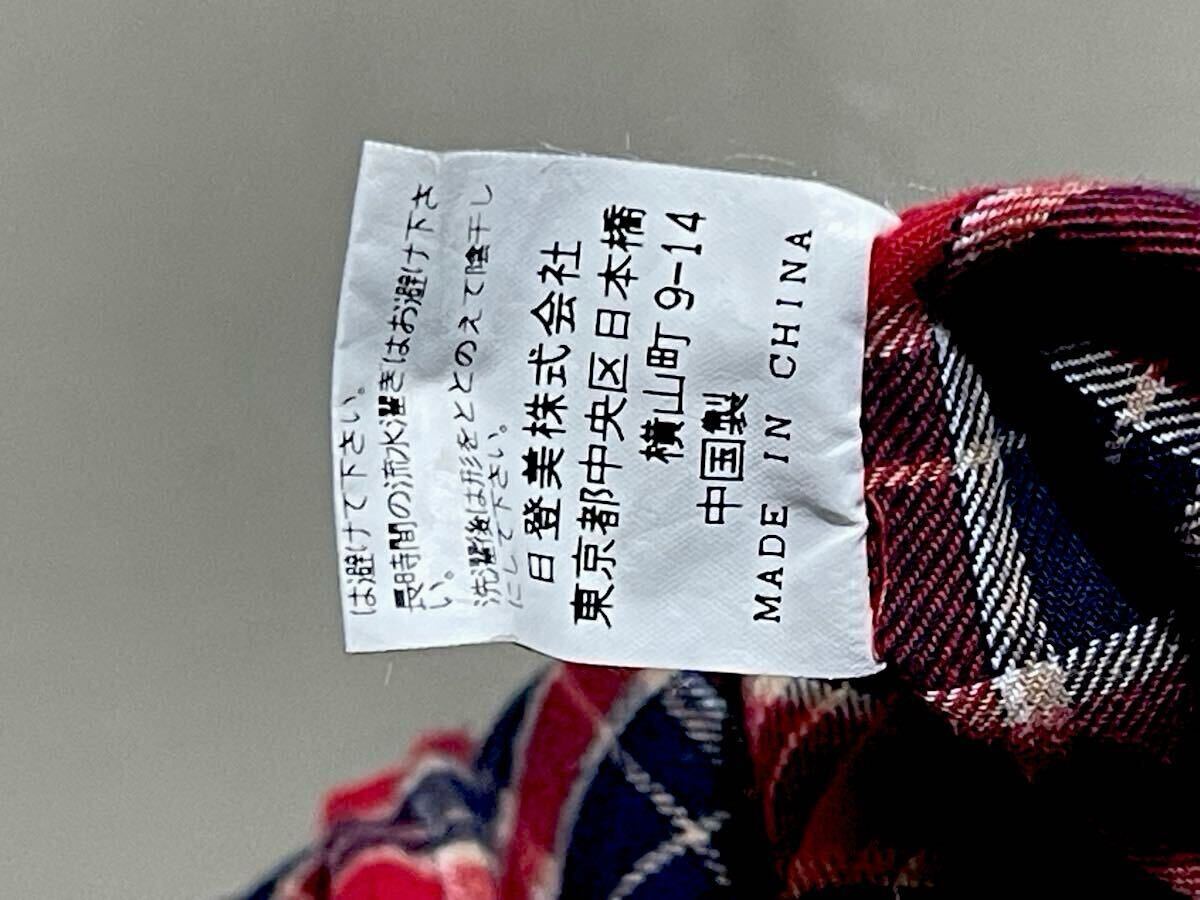 は避けて下さい。
長時間の流水濯ぎはお避け下さ
い。
洗濯後は形をととのえて陰干し
にして下さい。
日登美株式会社
東京都中央区日本橋
横山町9-14
中国製
MADE IN CHINA